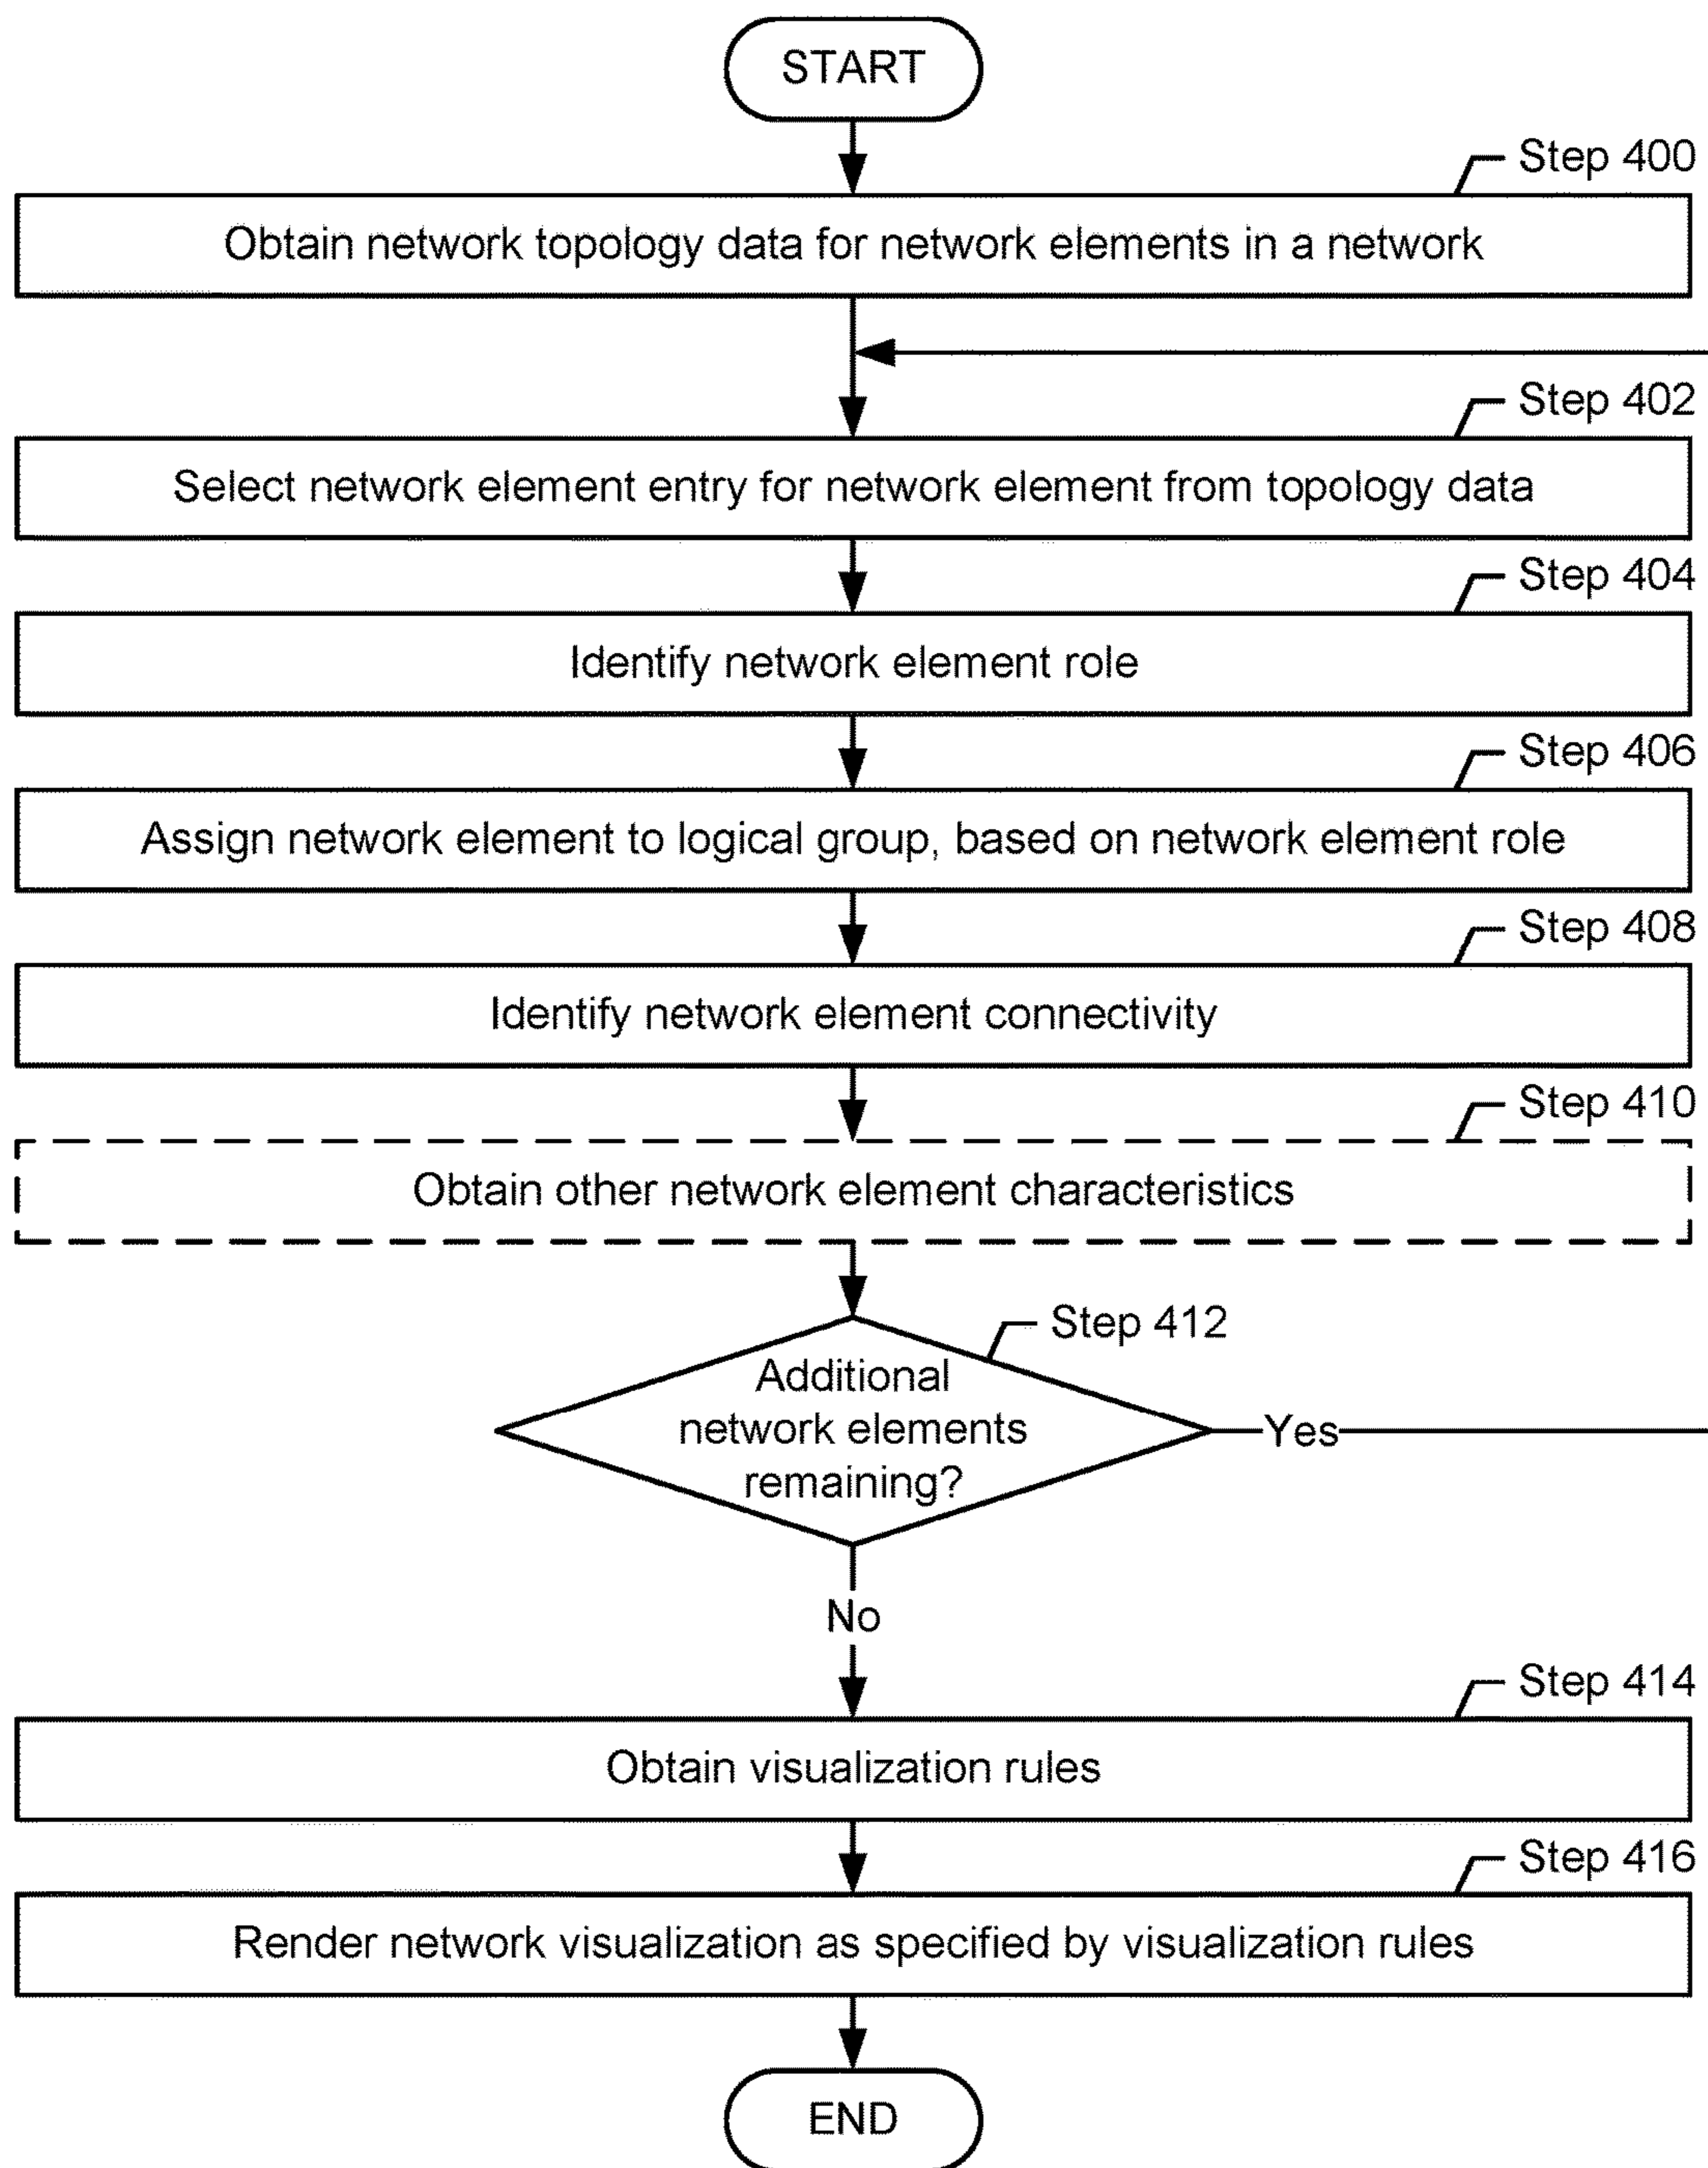 START
Step 400
Obtain network topology data for network elements in a network
Step 402
Select network element entry for network element from topology data
Step 404
Identify network element role
Step 406
Assign network element to logical group, based on network element role
Step 408
Identify network element connectivity
Step 410
Obtain other network element characteristics
Step 412
Additional
network elements
remaining?
Yes
No
Step 414
Obtain visualization rules
Step 416
Render network visualization as specified by visualization rules
END